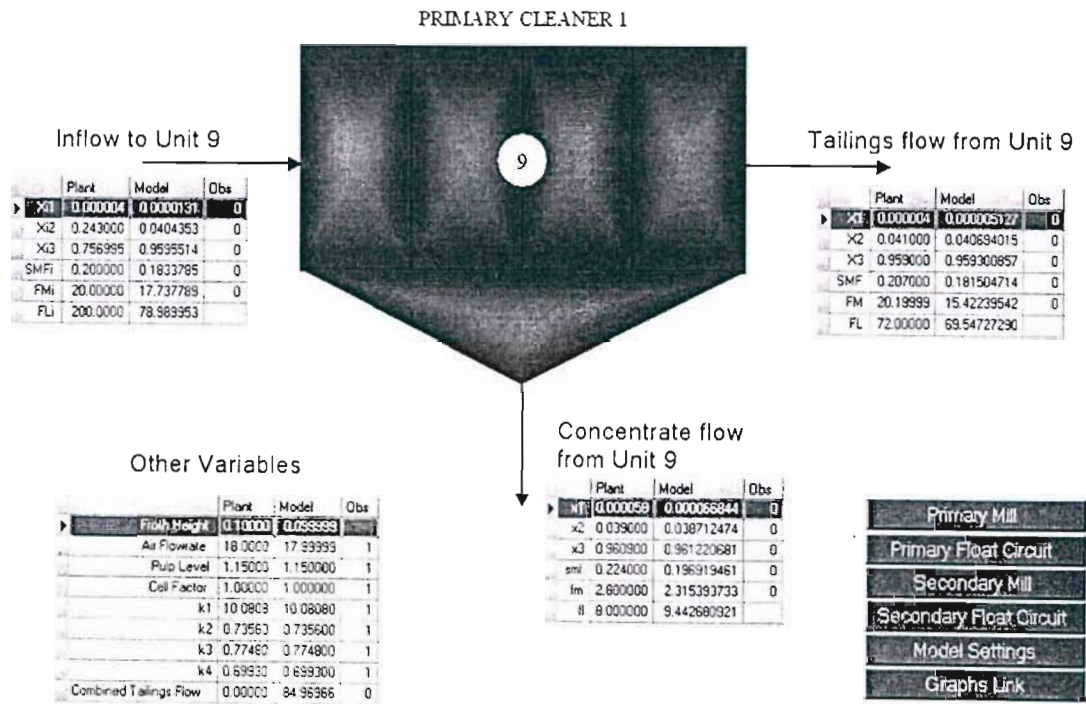 PRIMARY CLEANER 1
Inflow to Unit 9
Plant Model Obs
Xi1 0.000004 0.0000131 0
Xi2 0.243000 0.0404353 0
Xi3 0.756995 0.9595514 0
SMFi 0.200000 0.1833785 0
FMi 20.00000 17.737789 0
FLi 200.0000 78.989953
9
Tailings flow from Unit 9
Plant Model Obs
X1 0.000004 0.000005127 0
X2 0.041000 0.040694015 0
X3 0.959000 0.959300857 0
SMF 0.207000 0.181504714 0
FM 20.19999 15.42239542 0
FL 72.00000 69.54727290
Other Variables
Plant Model Obs
Froth Height 0.10000 0.099999
Air Flowrate 18.0000 17.99999 1
Pulp Level 1.15000 1.150000 1
Cell Factor 1.00000 1.000000 1
k1 10.0808 10.08080 1
k2 0.73560 0.735600 1
k3 0.77480 0.774800 1
k4 0.69930 0.699300 1
Combined Tailings Flow 0.00000 84.96966 0
Concentrate flow
from Unit 9
Plant Model Obs
x1 0.000059 0.000066844 0
x2 0.039000 0.038712474 0
x3 0.960900 0.961220681 0
smf 0.224000 0.196919461 0
fm 2.600000 2.315393733 0
fl 8.000000 9.442680921
Primary Mill
Primary Float Circuit
Secondary Mill
Secondary Float Circuit
Model Settings
Graphs Link